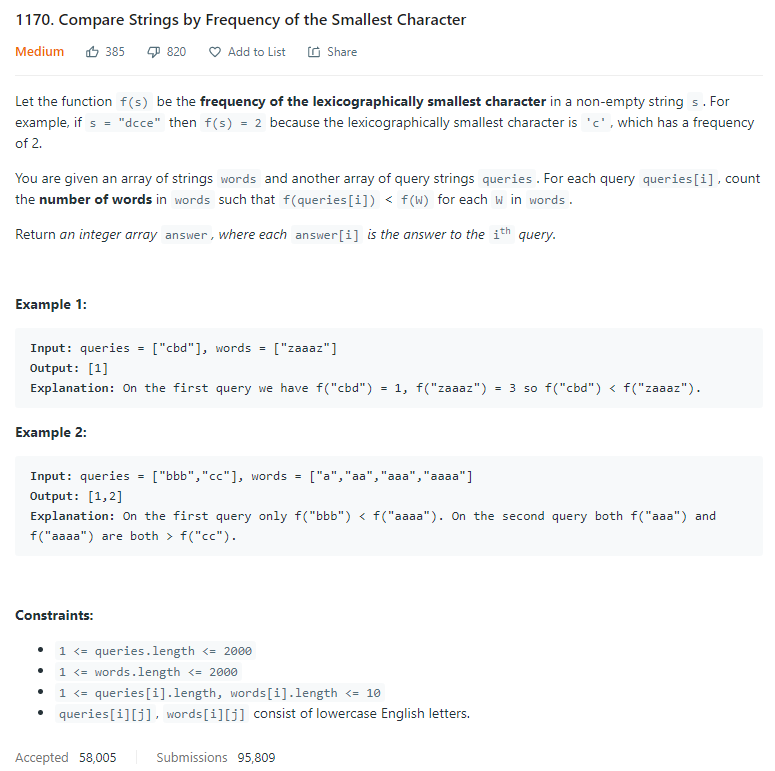 1170. Compare Strings by Frequency of the Smallest Character
Medium 385 820 Add to List Share
Let the function f(s) be the frequency of the lexicographically smallest character in a non-empty string s. For
example, if s = "dcce" then f(s) = 2 because the lexicographically smallest character is 'c', which has a frequency
of 2.
You are given an array of strings words and another array of query strings queries. For each query queries[i], count
the number of words in words such that f(queries[i]) < f(W) for each W in words.
Return an integer array answer, where each answer[i] is the answer to the ith query.
Example 1:
Input: queries = ["cbd"], words = ["zaaaz"]
Output: [1]
Explanation: On the first query we have f("cbd") = 1, f("zaaaz") = 3 so f("cbd") < f("zaaaz").
Example 2:
Input: queries = ["bbb","cc"], words = ["a","aa","aaa","aaaa"]
Output: [1,2]
Explanation: On the first query only f("bbb") < f("aaaa"). On the second query both f("aaa") and
f("aaaa") are both > f("cc").
Constraints:
• 1 <= queries.length <= 2000
• 1 <= words.length <= 2000
• 1 <= queries[i].length, words[i].length <= 10
• queries[i][j], words[i][j] consist of lowercase English letters.
Accepted 58,005 Submissions 95,809